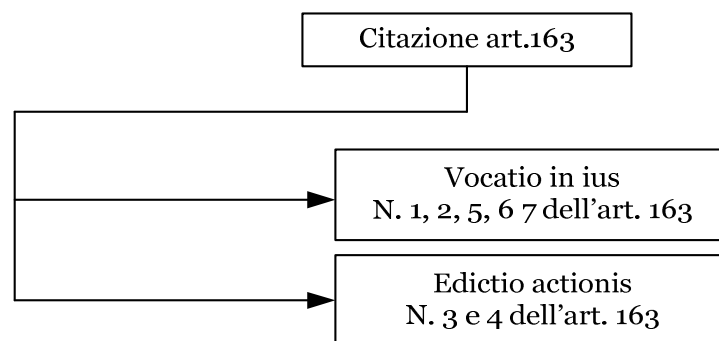 Citazione art.163
Vocatio in ius
N. 1, 2, 5, 6 7 dell’art. 163
Edictio actionis
N. 3 e 4 dell’art. 163